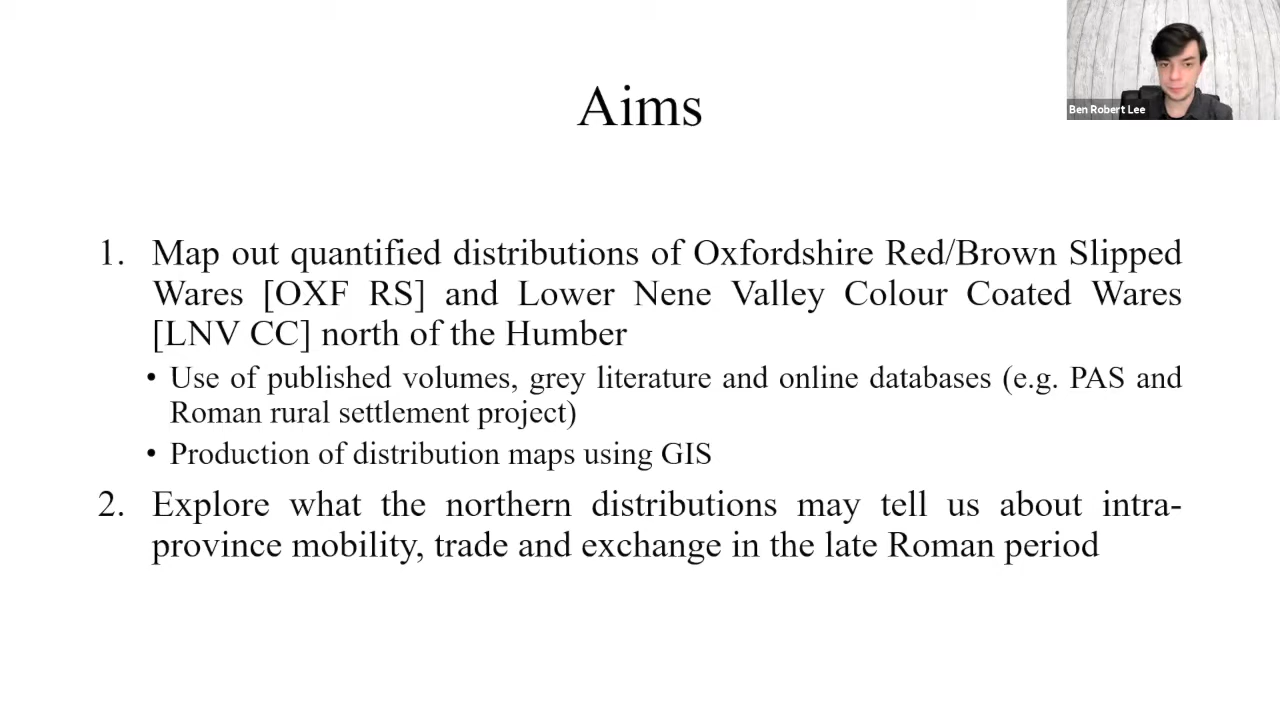 Aims
Ben Robert Lee
1. Map out quantified distributions of Oxfordshire Red/Brown Slipped
Wares [OXF RS] and Lower Nene Valley Colour Coated Wares
[LNV CC] north of the Humber
• Use of published volumes, grey literature and online databases (e.g. PAS and
Roman rural settlement project)
• Production of distribution maps using GIS
2. Explore what the northern distributions may tell us about intra-
province mobility, trade and exchange in the late Roman period